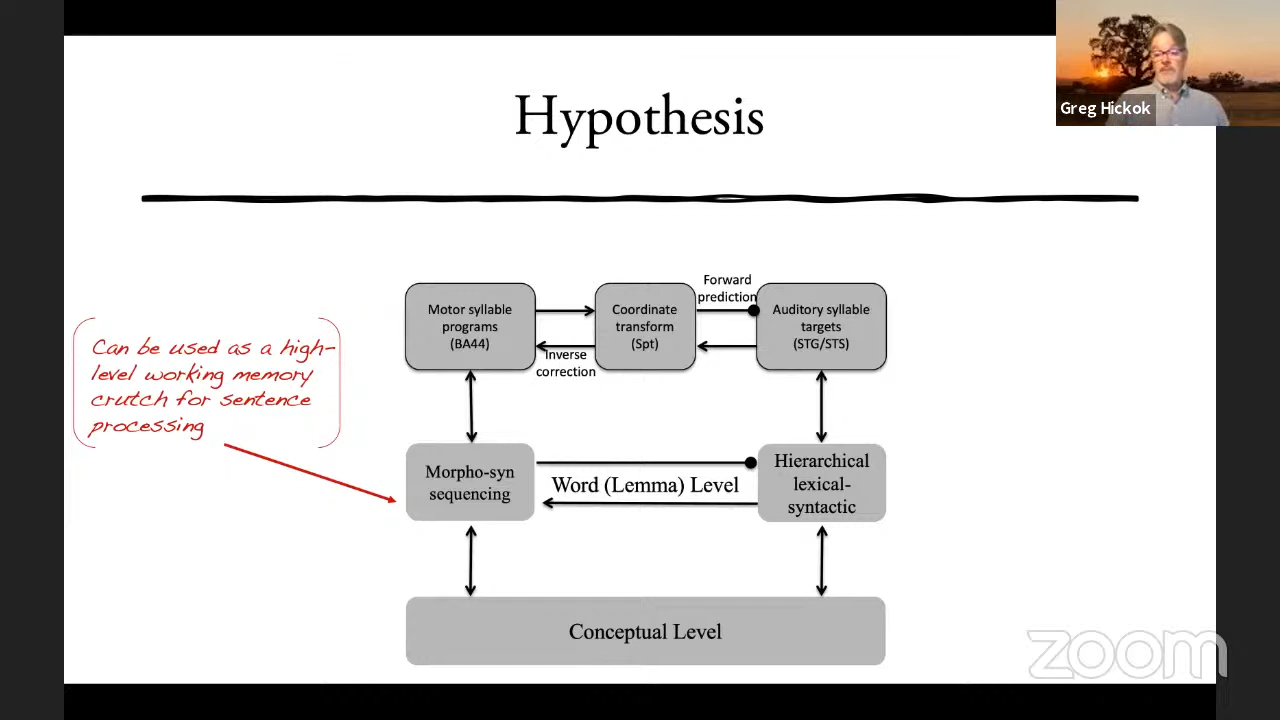 Greg Hickok
Hypothesis
Forward
prediction
Motor syllable
programs
(BA44)
Coordinate
transform
(Spt)
Auditory syllable
targets
(STG/STS)
Inverse
correction
Can be used as a high-
level working memory
crutch for sentence
processing
Morpho-syn
sequencing
Word (Lemma) Level
Hierarchical
lexical-
syntactic
Conceptual Level
zoom